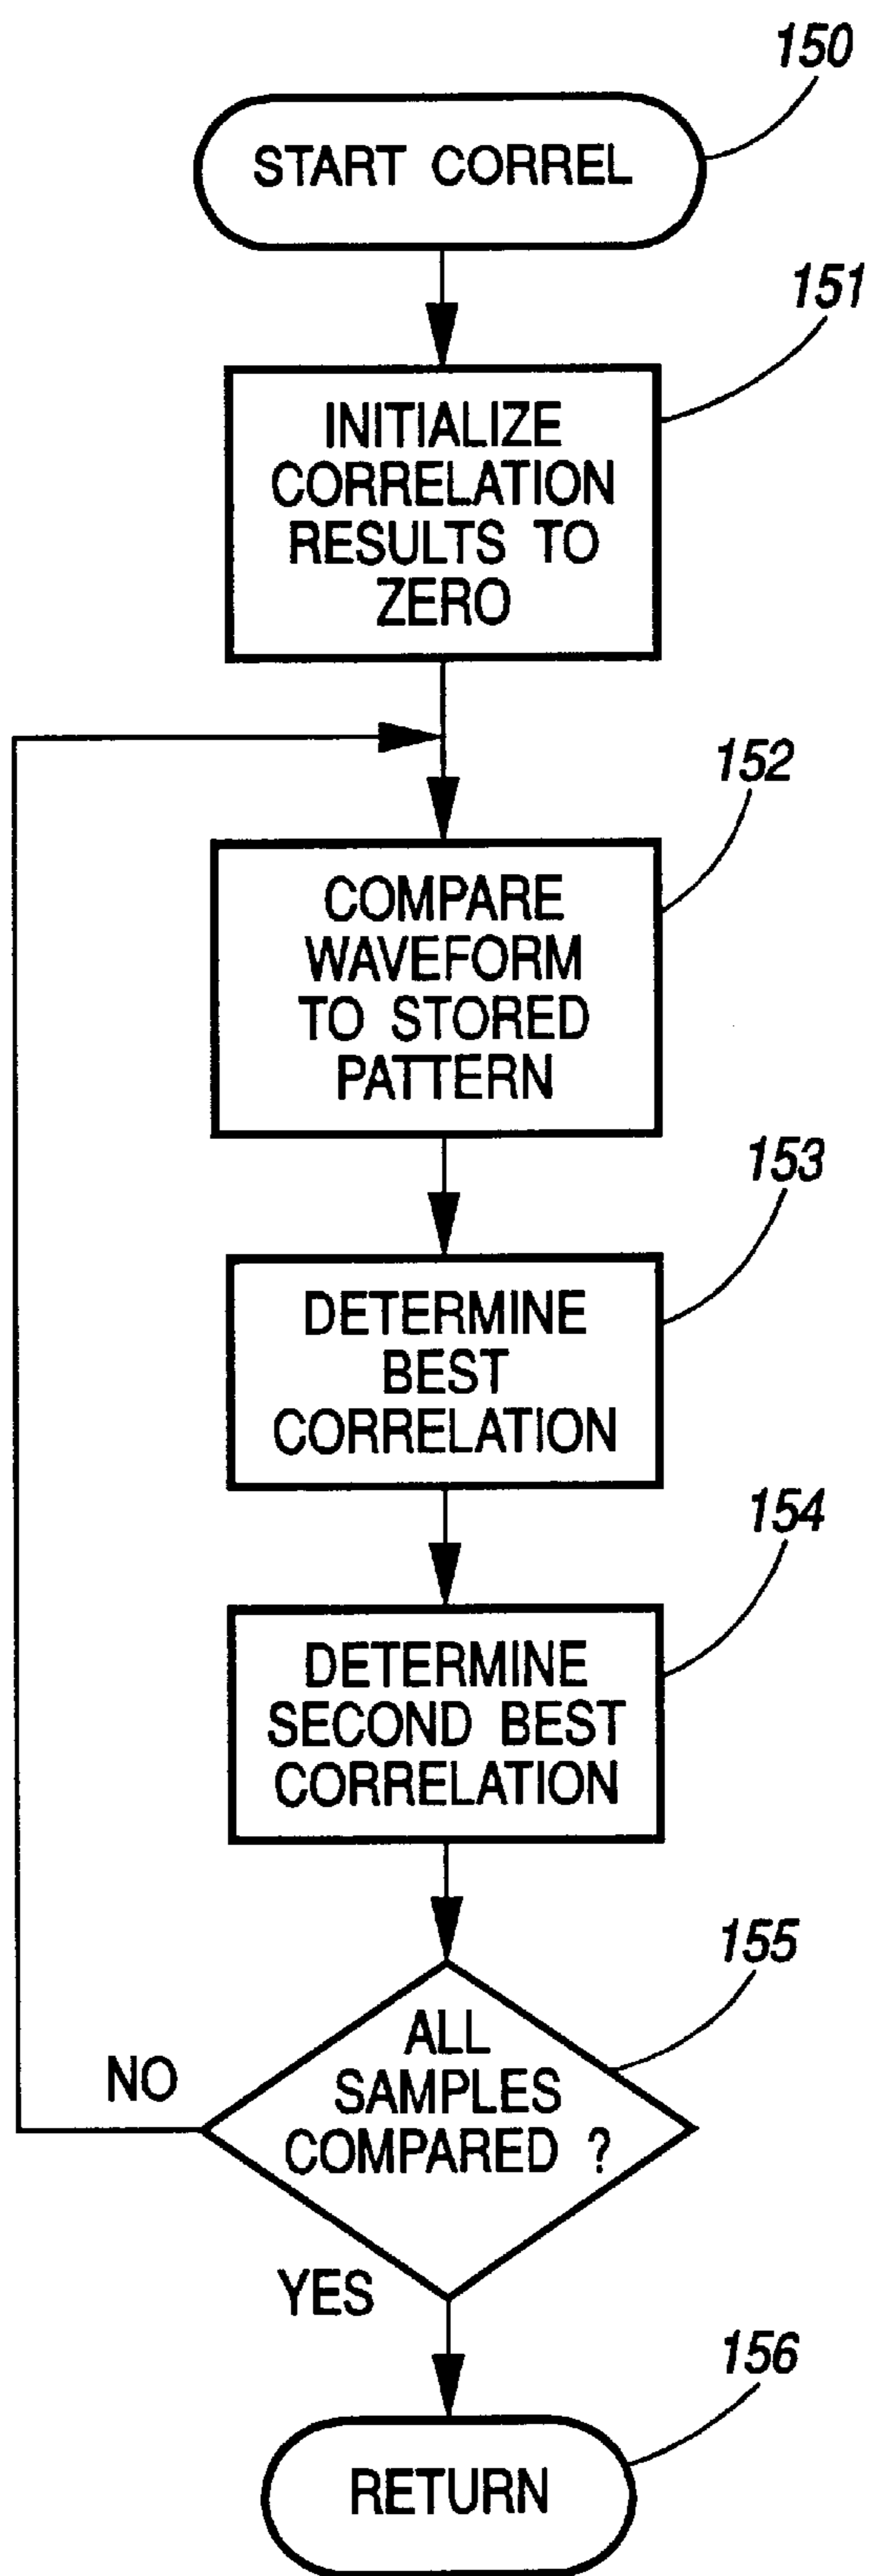 150
START CORREL
151
INITIALIZE
CORRELATION
RESULTS TO
ZERO
152
COMPARE
WAVEFORM
TO STORED
PATTERN
153
DETERMINE
BEST
CORRELATION
154
DETERMINE
SECOND BEST
CORRELATION
155
ALL
SAMPLES
COMPARED ?
NO
YES
156
RETURN